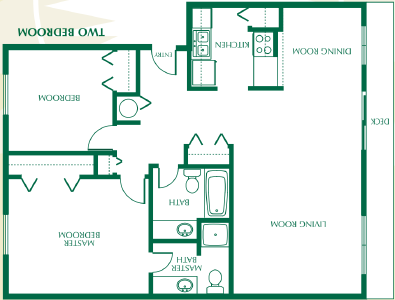 TWO BEDROOM
ENTRY
KITCHEN
DINING ROOM
BEDROOM
DECK
BATH
LIVING ROOM
MASTER
BEDROOM
MASTER
BATH